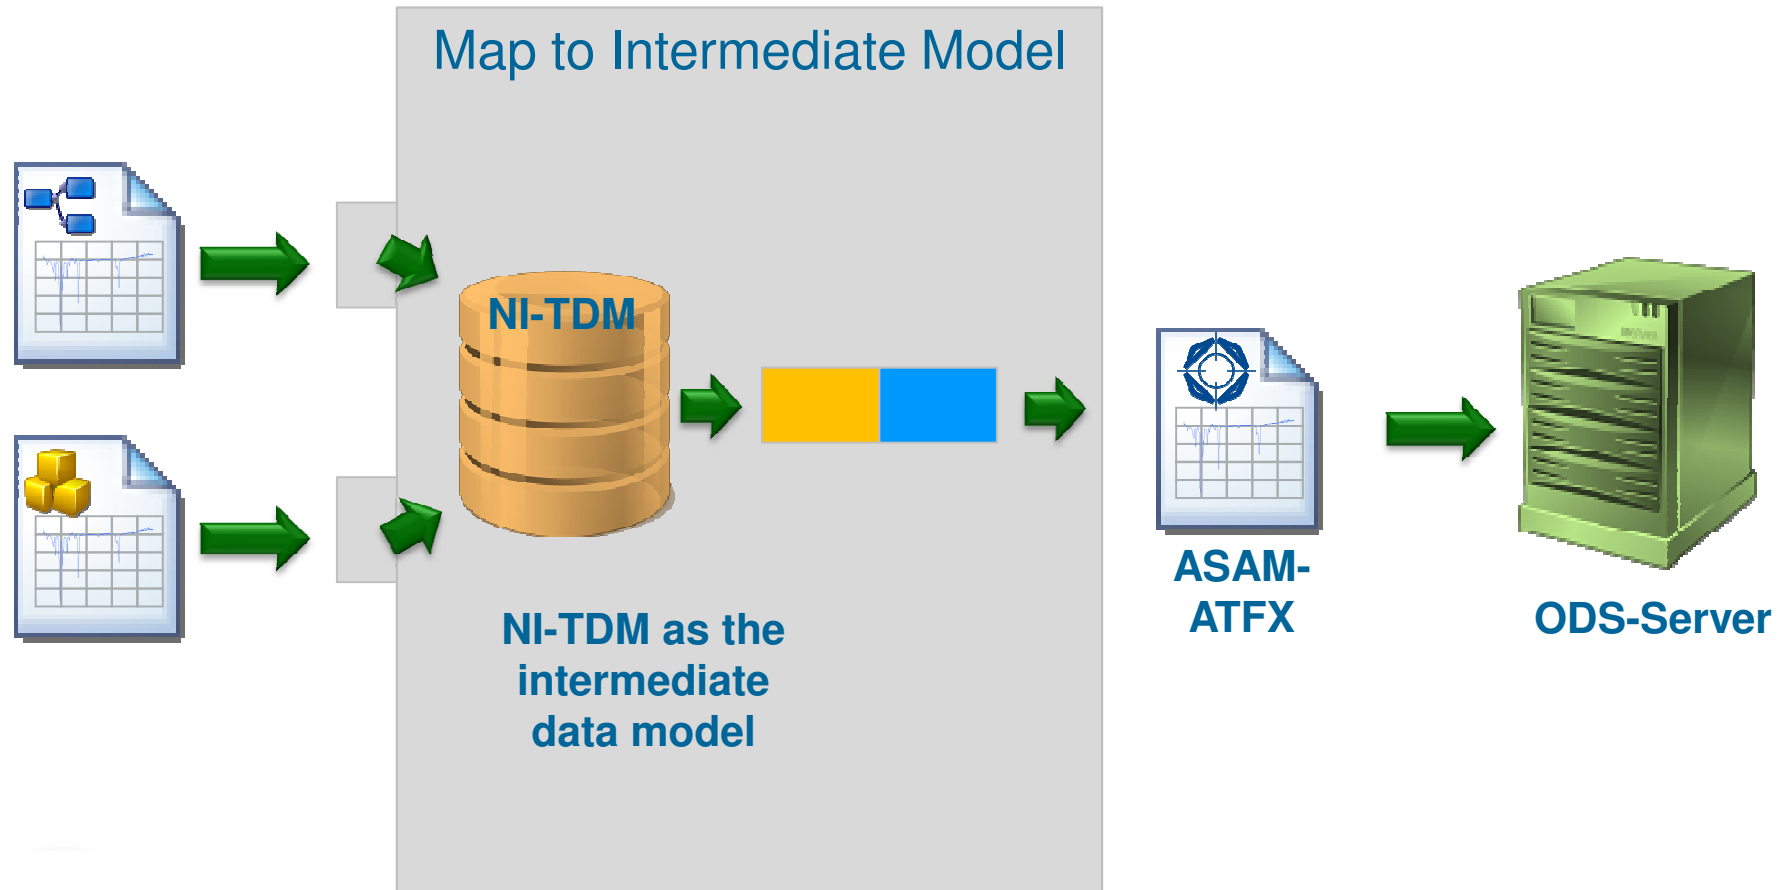 Map to Intermediate Model
NI-TDM
NI-TDM as the
intermediate
data model
ASAM-
ATFX
ODS-Server